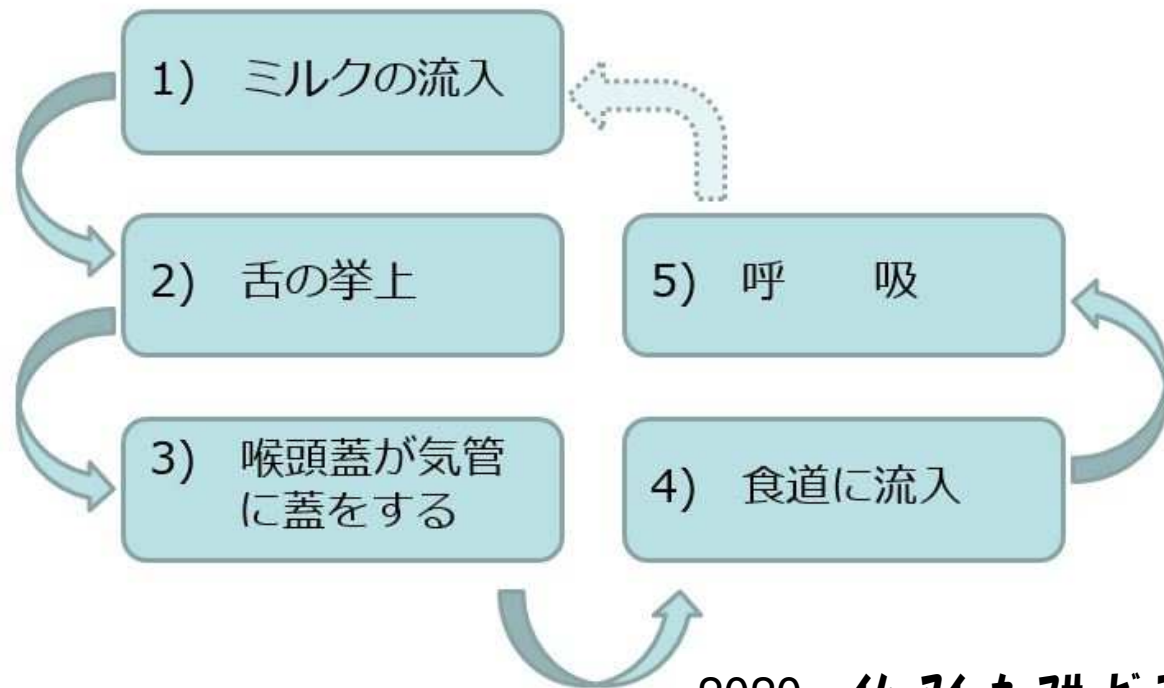 1) ミルクの流入
2) 舌の挙上
3) 喉頭蓋が気管
に蓋をする
4) 食道に流入
5) 呼　　吸
2020